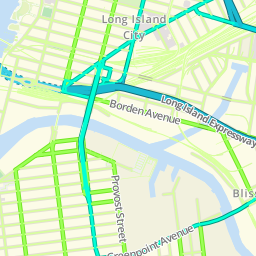 Long Island
City
Borden Avenue
Long Island Expressway
Provost Street
Bliss
Greenpoint Avenue